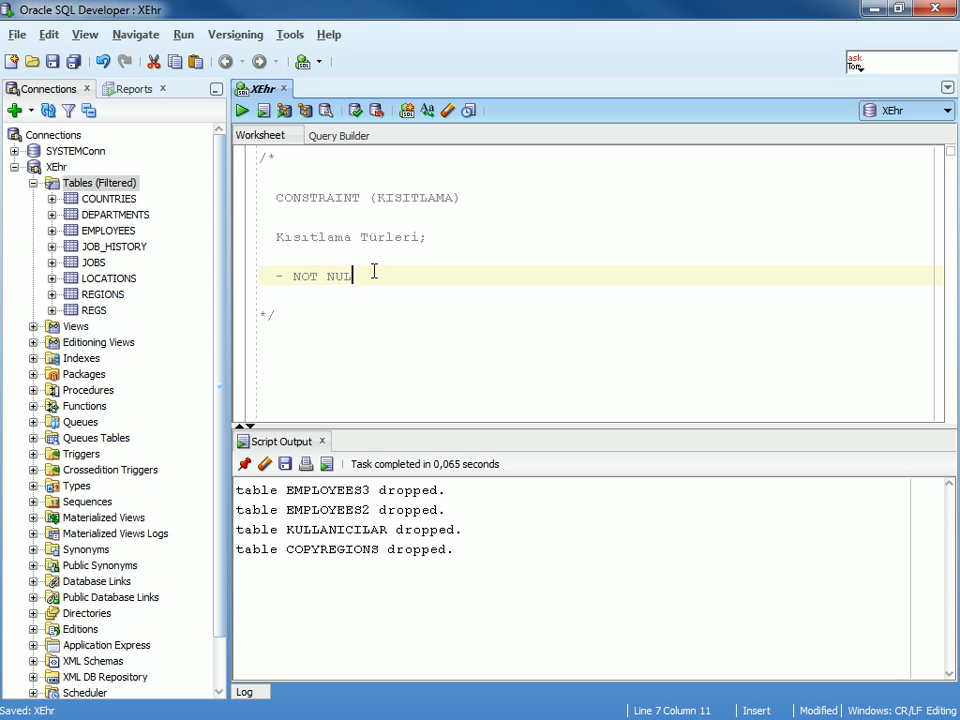 Oracle SQL Developer : XEhr
File Edit View Navigate Run Versioning Tools Help
ask
Tom
Connections x Reports x
XEhr x
XEhr
Worksheet Query Builder
Connections
SYSTEMConn
XEhr
Tables (Filtered)
COUNTRIES
DEPARTMENTS
EMPLOYEES
JOB_HISTORY
JOBS
LOCATIONS
REGIONS
REGS
Views
Editioning Views
Indexes
Packages
Procedures
Functions
Queues
Queues Tables
Triggers
Crossedition Triggers
Types
Sequences
Materialized Views
Materialized Views Logs
Synonyms
Public Synonyms
Database Links
Public Database Links
Directories
Editions
Application Express
XML Schemas
XML DB Repository
Scheduler
/*
CONSTRAINT (KISITLAMA)
Kısıtlama Türleri;
- NOT NUL
*/
Script Output x
Task completed in 0,065 seconds
table EMPLOYEES3 dropped.
table EMPLOYEES2 dropped.
table KULLANICILAR dropped.
table COPYREGIONS dropped.
Log
Saved: XEhr
Line 7 Column 11 Insert Modified Windows: CR/LF Editing